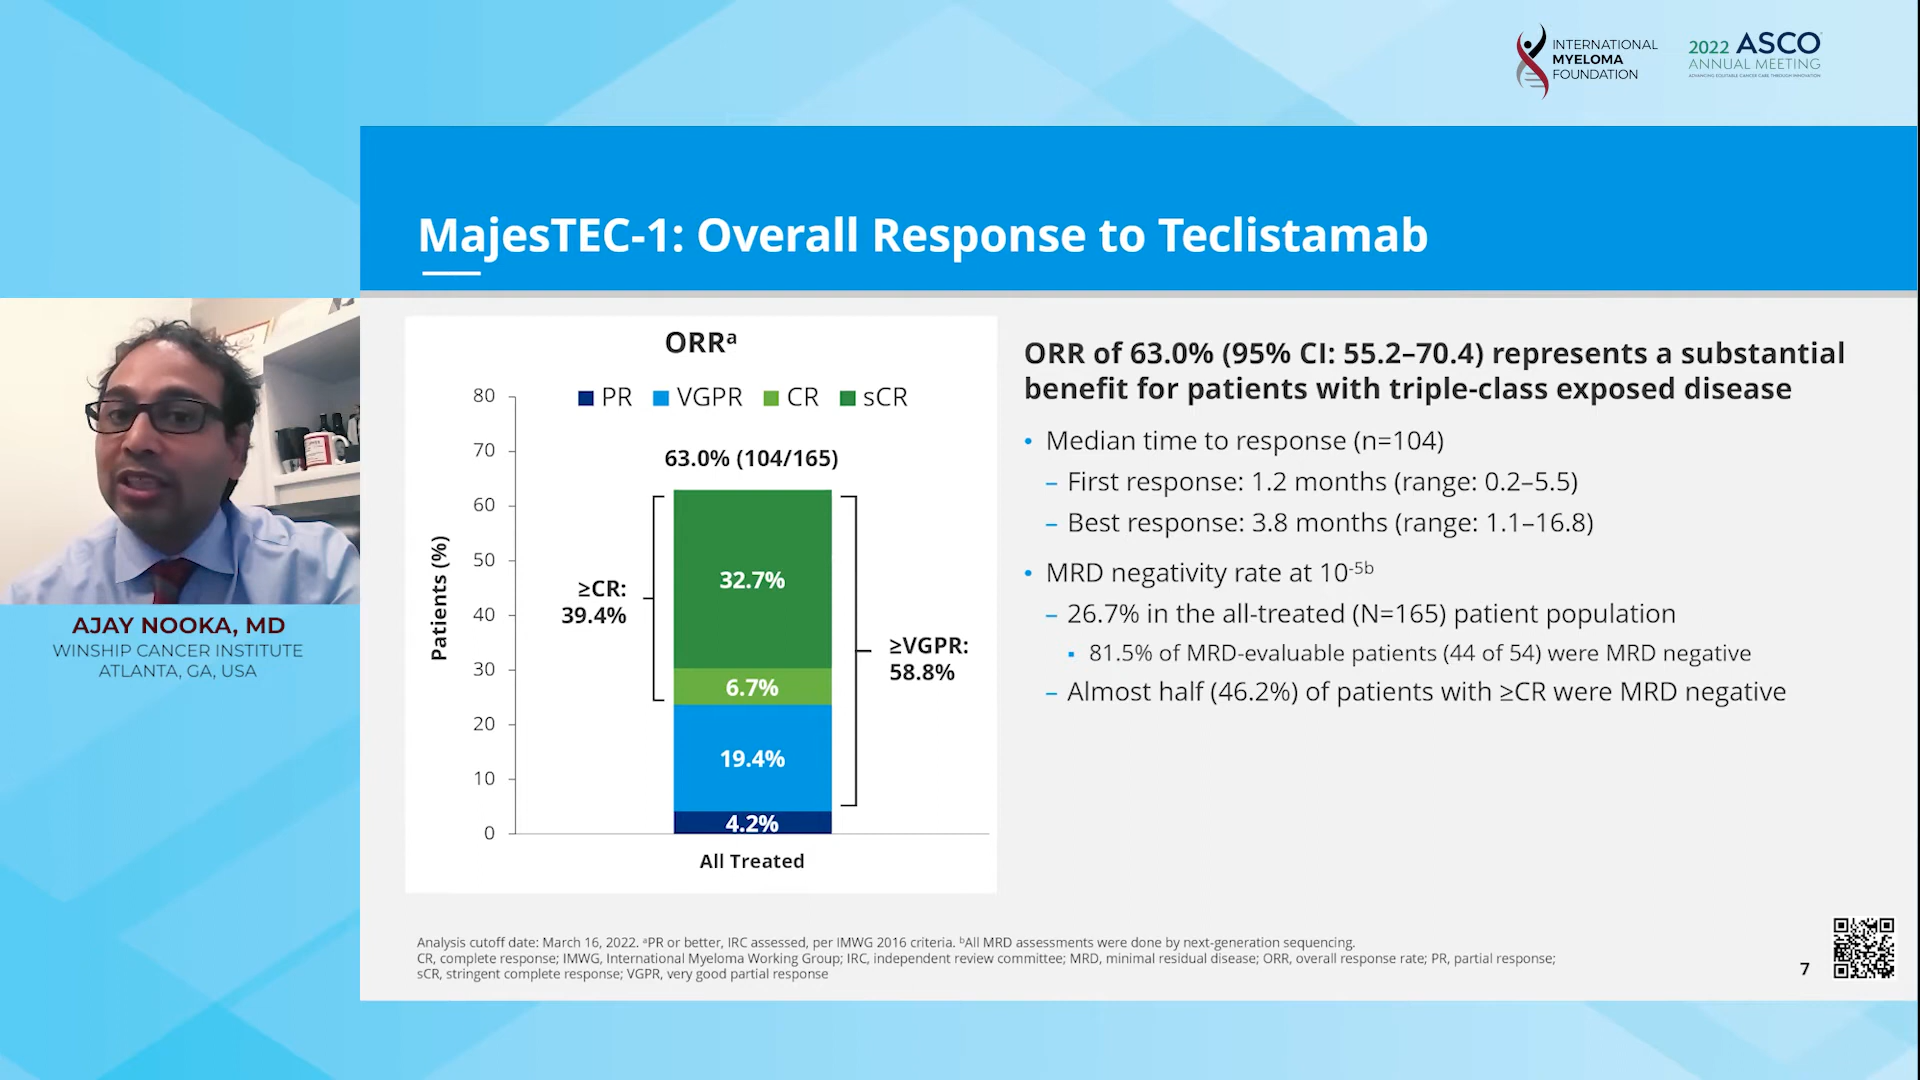 INTERNATIONAL
MYELOMA
FOUNDATION
2022 ASCO
ANNUAL MEETING
ADVANCING EQUITABLE CANCER CARE THROUGH INNOVATION
MajesTEC-1: Overall Response to Teclistamab
AJAY NOOKA, MD
WINSHIP CANCER INSTITUTE
ATLANTA, GA, USA
ORRᵃ
PR VGPR CR sCR
63.0% (104/165)
80
70
60
50
40
30
20
10
0
Patients (%)
≥CR:
39.4%
32.7%
6.7%
19.4%
4.2%
≥VGPR:
58.8%
All Treated
ORR of 63.0% (95% CI: 55.2–70.4) represents a substantial
benefit for patients with triple-class exposed disease
• Median time to response (n=104)
– First response: 1.2 months (range: 0.2–5.5)
– Best response: 3.8 months (range: 1.1–16.8)
• MRD negativity rate at 10⁻⁵ᵇ
– 26.7% in the all-treated (N=165) patient population
▪ 81.5% of MRD-evaluable patients (44 of 54) were MRD negative
– Almost half (46.2%) of patients with ≥CR were MRD negative
Analysis cutoff date: March 16, 2022. ᵃPR or better, IRC assessed, per IMWG 2016 criteria. ᵇAll MRD assessments were done by next-generation sequencing.
CR, complete response; IMWG, International Myeloma Working Group; IRC, independent review committee; MRD, minimal residual disease; ORR, overall response rate; PR, partial response;
sCR, stringent complete response; VGPR, very good partial response
7